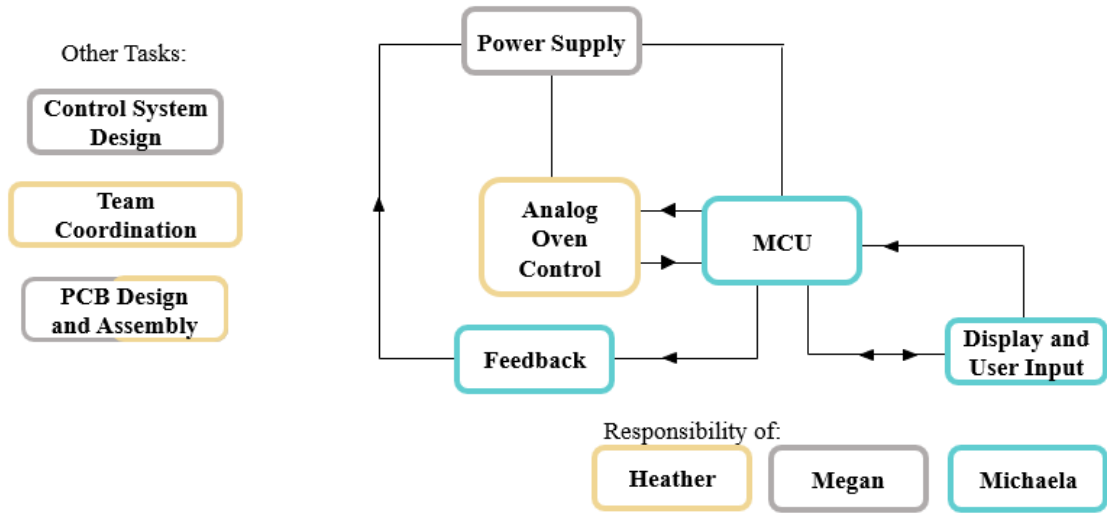 Other Tasks:
Control System
Design
Team
Coordination
PCB Design
and Assembly
Power Supply
Analog
Oven
Control
MCU
Feedback
Display and
User Input
Responsibility of:
Heather
Megan
Michaela